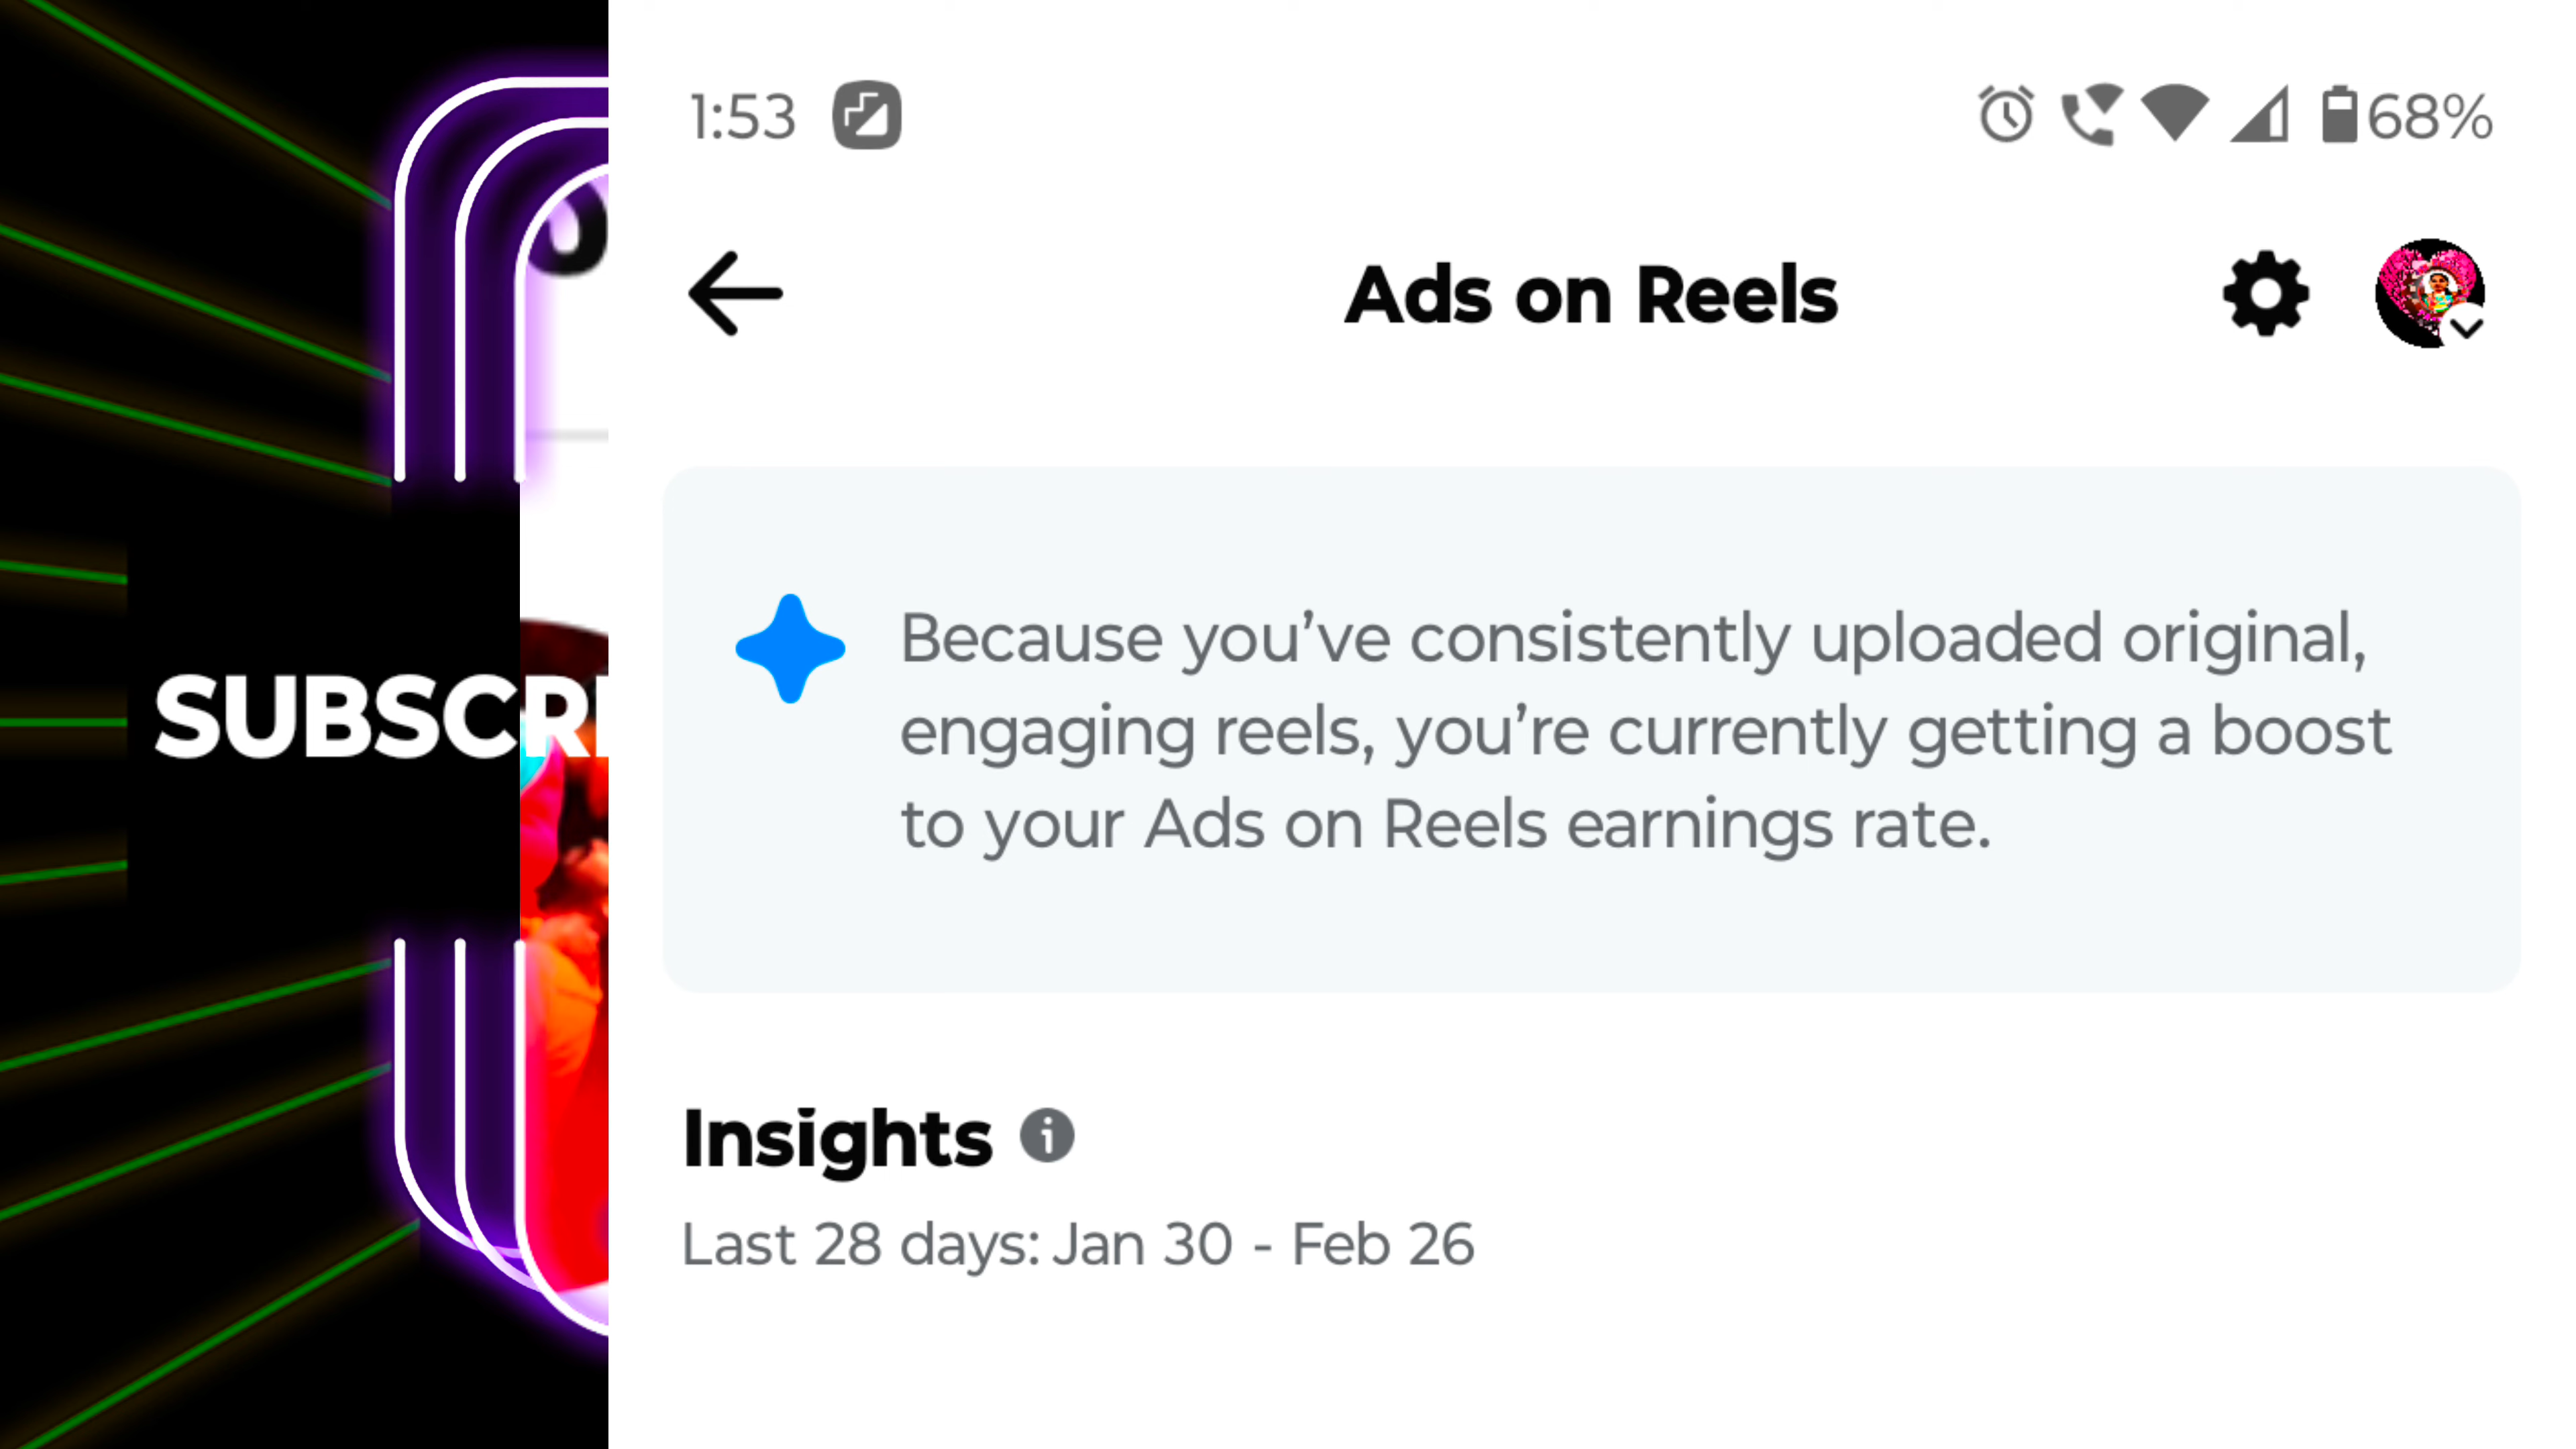 1:53
68%
Ads on Reels
Because you've consistently uploaded original,
engaging reels, you're currently getting a boost
to your Ads on Reels earnings rate.
SUBSCRI
Insights
Last 28 days: Jan 30 - Feb 26